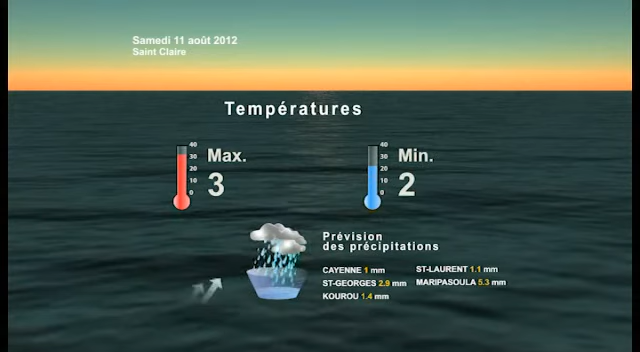 Samedi 11 août 2012
Saint Claire
Températures
40
30
20
10
0
Max.
3
40
30
20
10
0
Min.
2
Prévision
des précipitations
CAYENNE 1 mm
ST-GEORGES 2.9 mm
KOUROU 1.4 mm
ST-LAURENT 1.1 mm
MARIPASOULA 5.3 mm